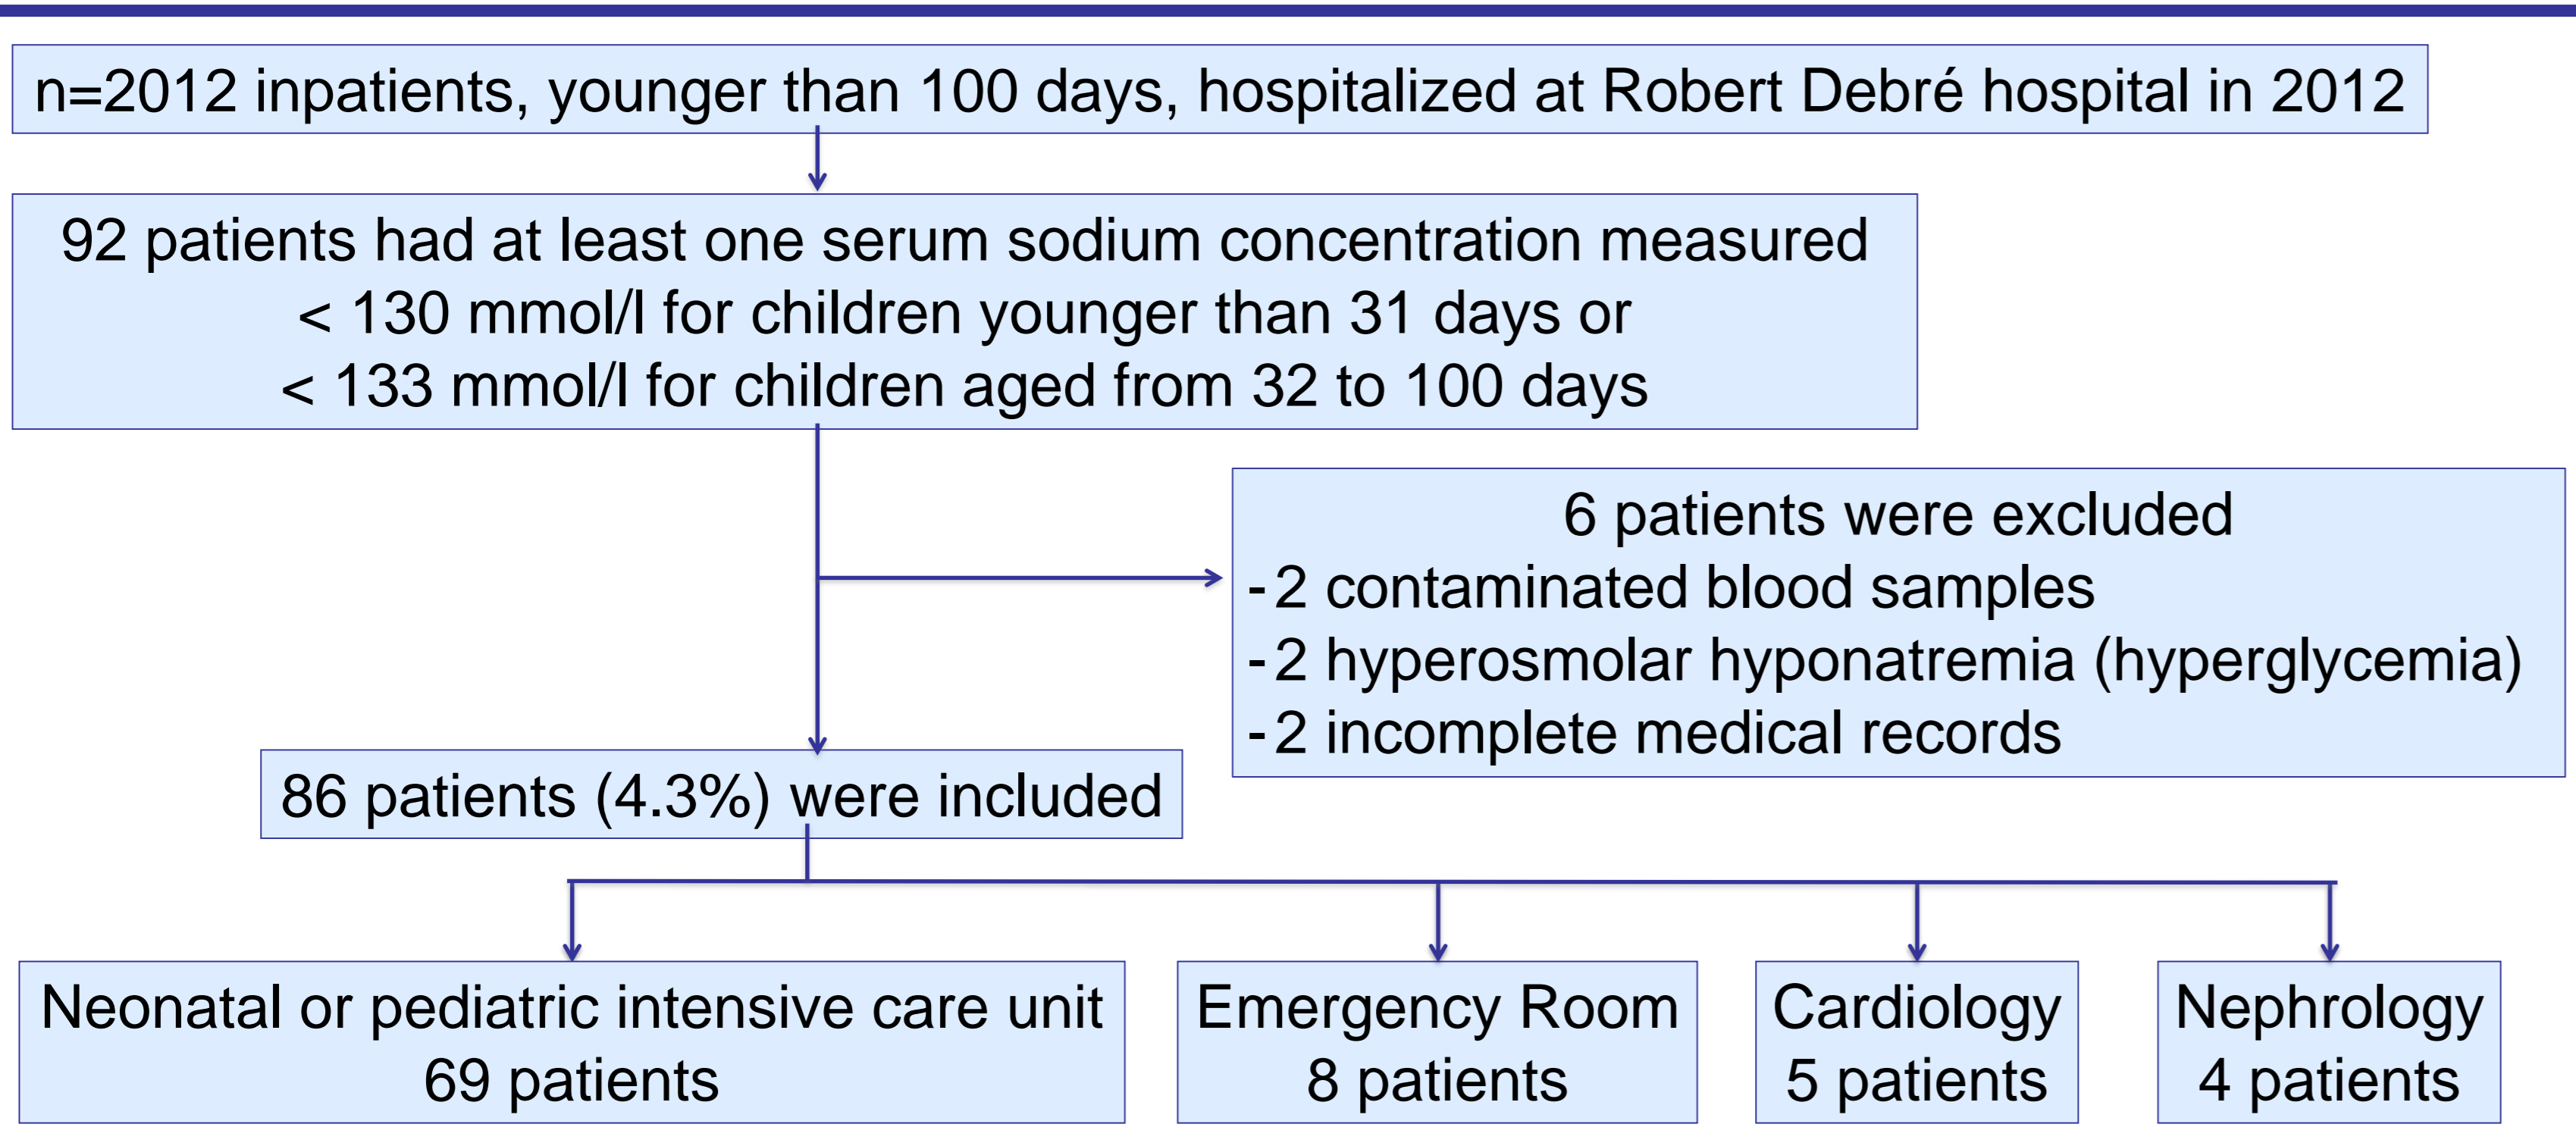 n=2012 inpatients, younger than 100 days, hospitalized at Robert Debré hospital in 2012
92 patients had at least one serum sodium concentration measured
< 130 mmol/l for children younger than 31 days or
< 133 mmol/l for children aged from 32 to 100 days
6 patients were excluded
- 2 contaminated blood samples
- 2 hyperosmolar hyponatremia (hyperglycemia)
- 2 incomplete medical records
86 patients (4.3%) were included
Neonatal or pediatric intensive care unit
69 patients
Emergency Room
8 patients
Cardiology
5 patients
Nephrology
4 patients